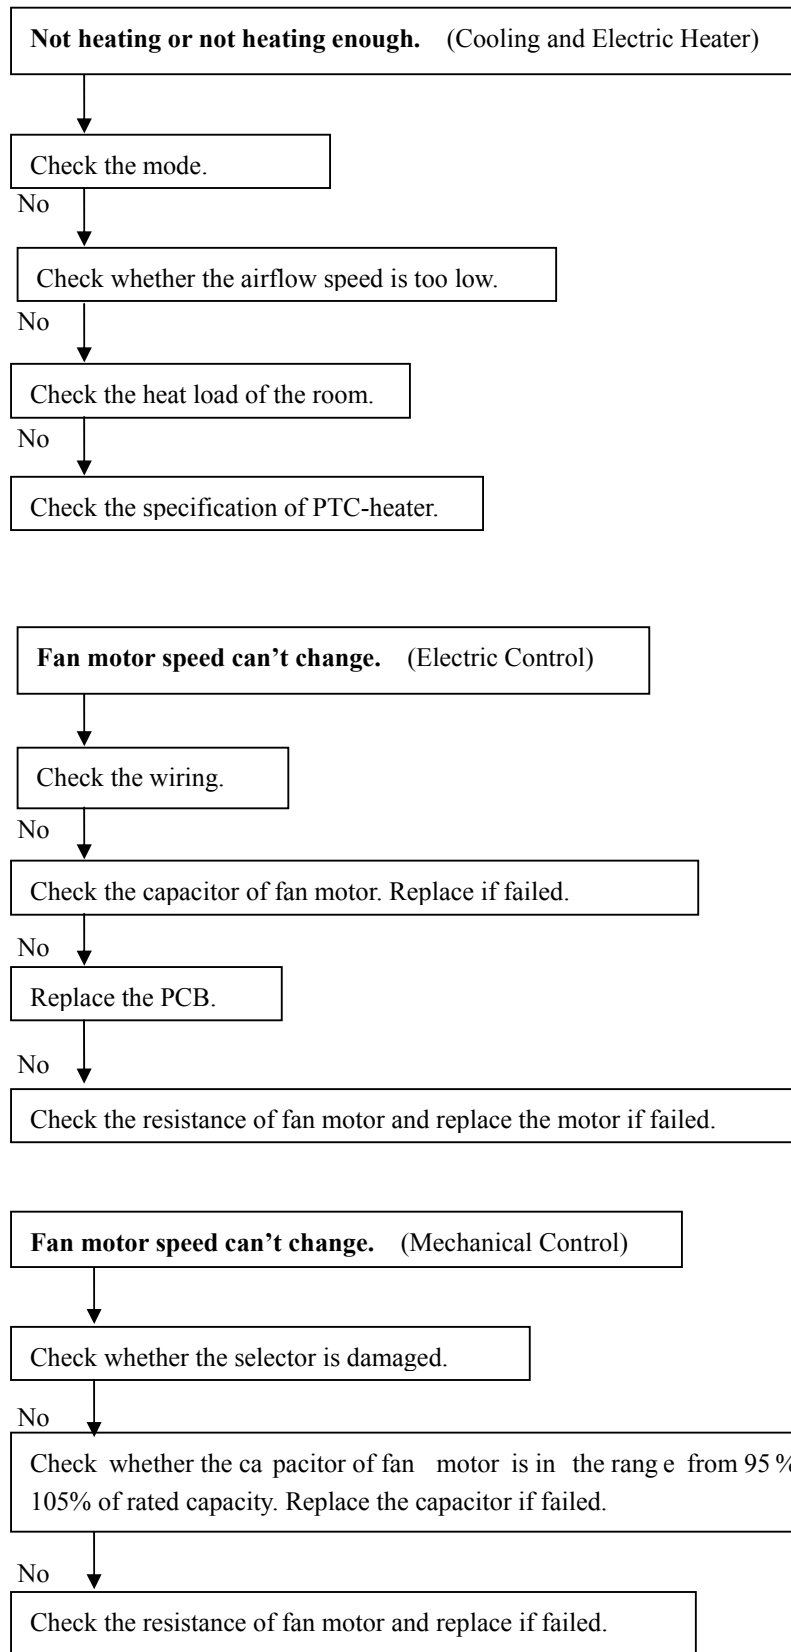 Not heating or not heating enough. (Cooling and Electric Heater)
Check the mode.
No
Check whether the airflow speed is too low.
No
Check the heat load of the room.
No
Check the specification of PTC-heater.
Fan motor speed can't change. (Electric Control)
Check the wiring.
No
Check the capacitor of fan motor. Replace if failed.
No
Replace the PCB.
No
Check the resistance of fan motor and replace the motor if failed.
Fan motor speed can't change. (Mechanical Control)
Check whether the selector is damaged.
No
Check whether the ca pacitor of fan motor is in the rang e from 95 %
105% of rated capacity. Replace the capacitor if failed.
No
Check the resistance of fan motor and replace if failed.